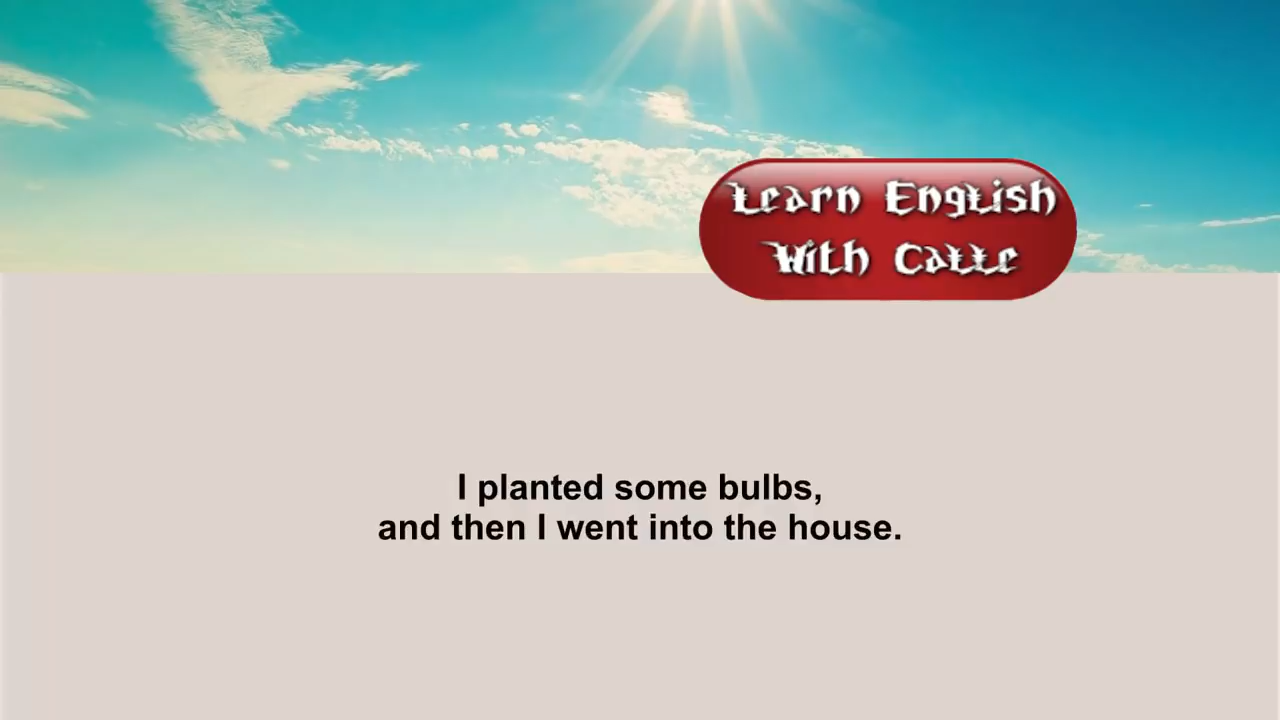 Learn English
With Calle
I planted some bulbs,
and then I went into the house.